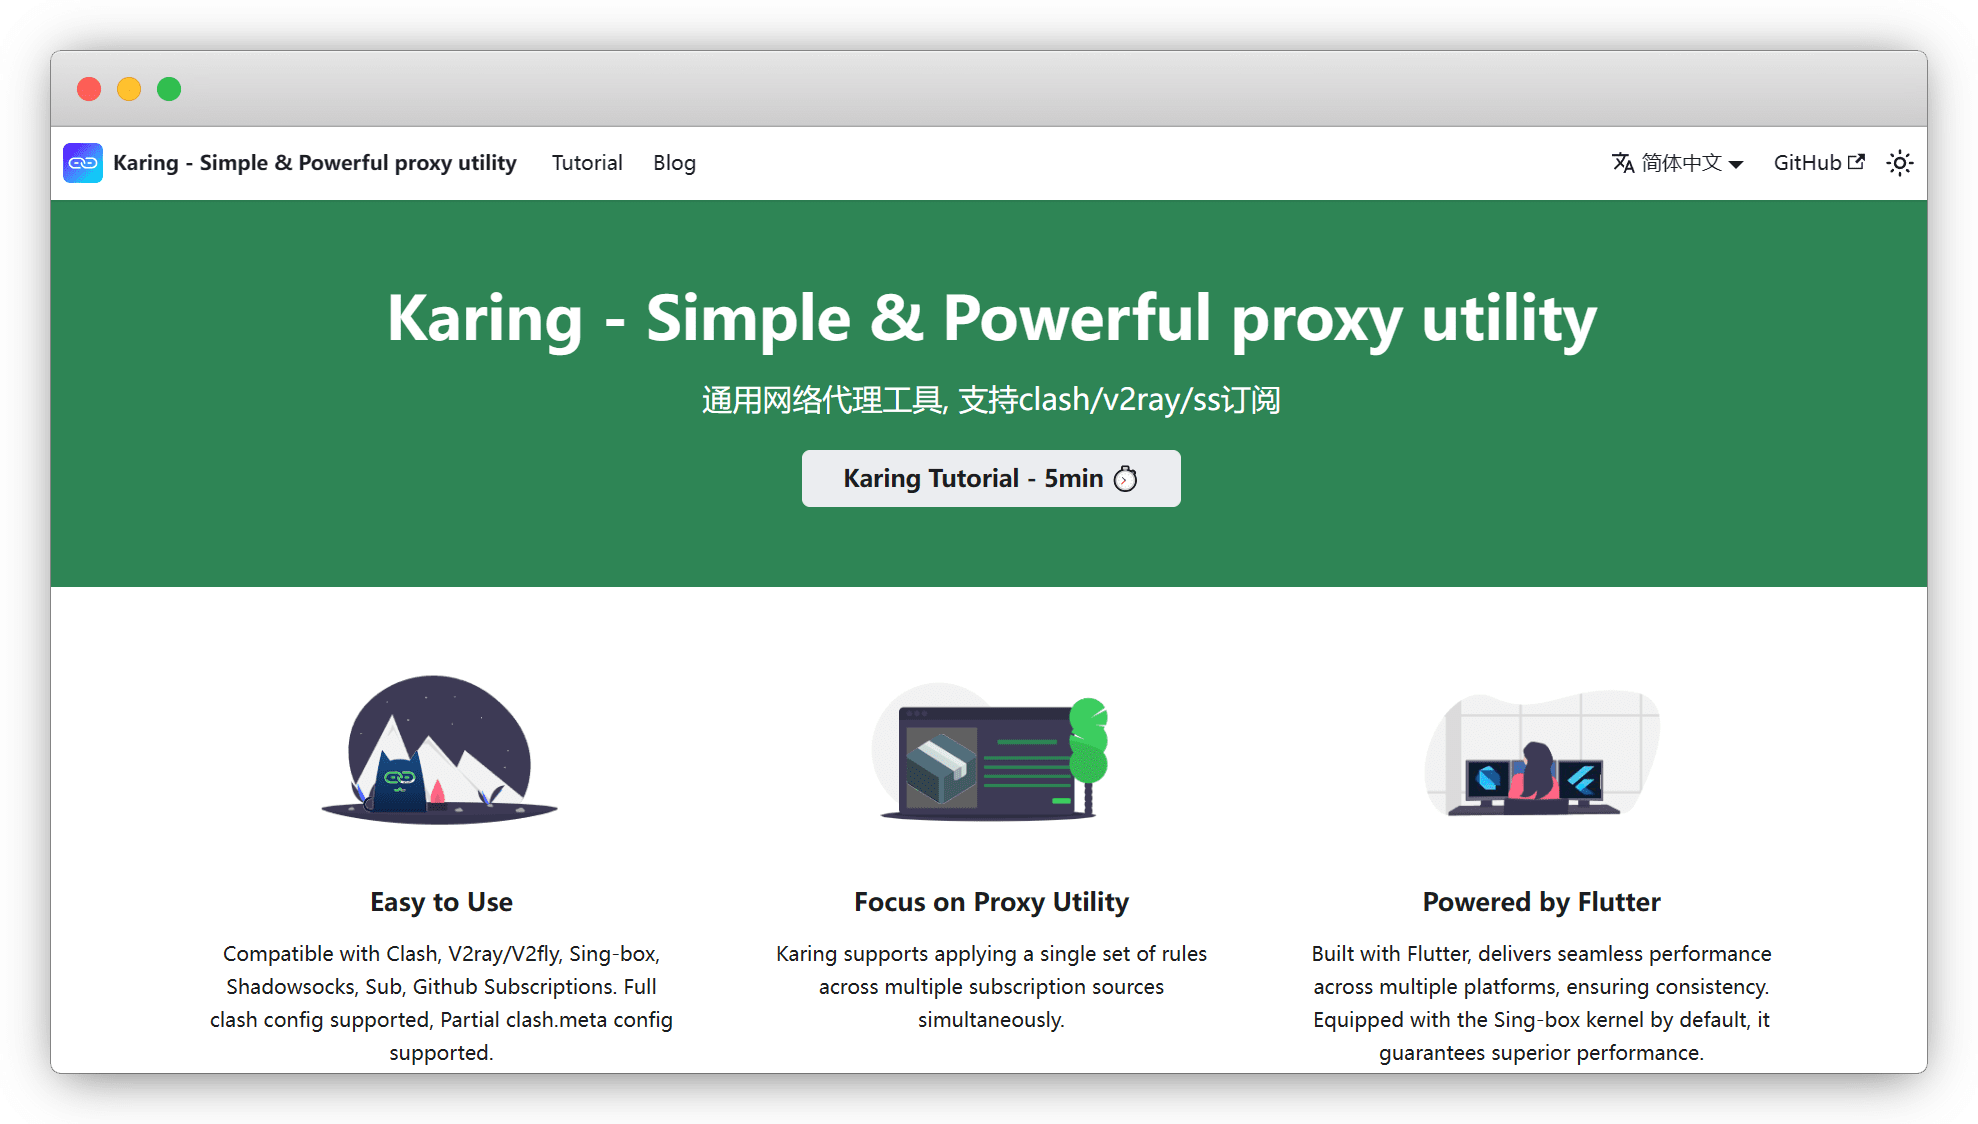 Karing - Simple & Powerful proxy utility
Tutorial
Blog
简体中文
GitHub
Karing - Simple & Powerful proxy utility
通用网络代理工具, 支持clash/v2ray/ss订阅
Karing Tutorial - 5min
Easy to Use
Compatible with Clash, V2ray/V2fly, Sing-box,
Shadowsocks, Sub, Github Subscriptions. Full
clash config supported, Partial clash.meta config
supported.
Focus on Proxy Utility
Karing supports applying a single set of rules
across multiple subscription sources
simultaneously.
Powered by Flutter
Built with Flutter, delivers seamless performance
across multiple platforms, ensuring consistency.
Equipped with the Sing-box kernel by default, it
guarantees superior performance.